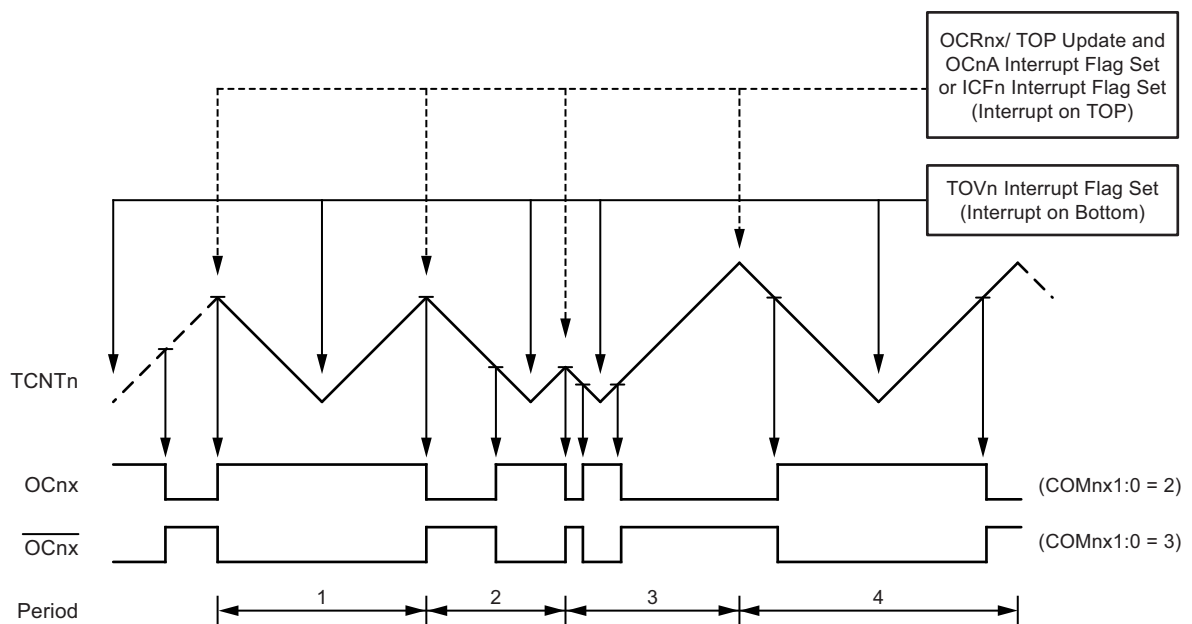 OCRnx/ TOP Update and
OCnA Interrupt Flag Set
or ICFn Interrupt Flag Set
(Interrupt on TOP)
TOVn Interrupt Flag Set
(Interrupt on Bottom)
TCNTn
OCnx
(COMnx1:0 = 2)
OCnx
(COMnx1:0 = 3)
Period
1
2
3
4